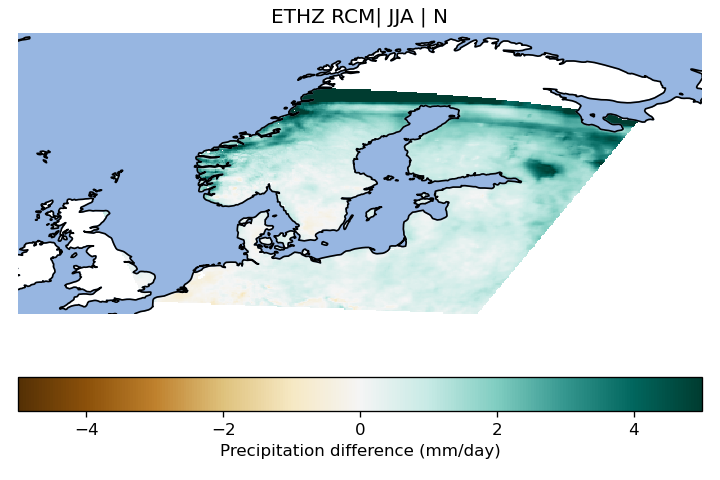 ETHZ RCM| JJA | N
−4 −2 0 2 4
Precipitation difference (mm/day)